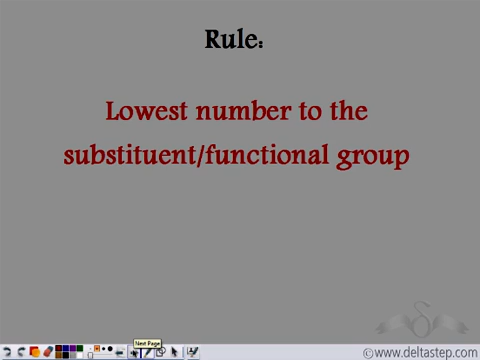 Rule:
Lowest number to the
substituent/functional group
Next Page
©www.deltastep.com